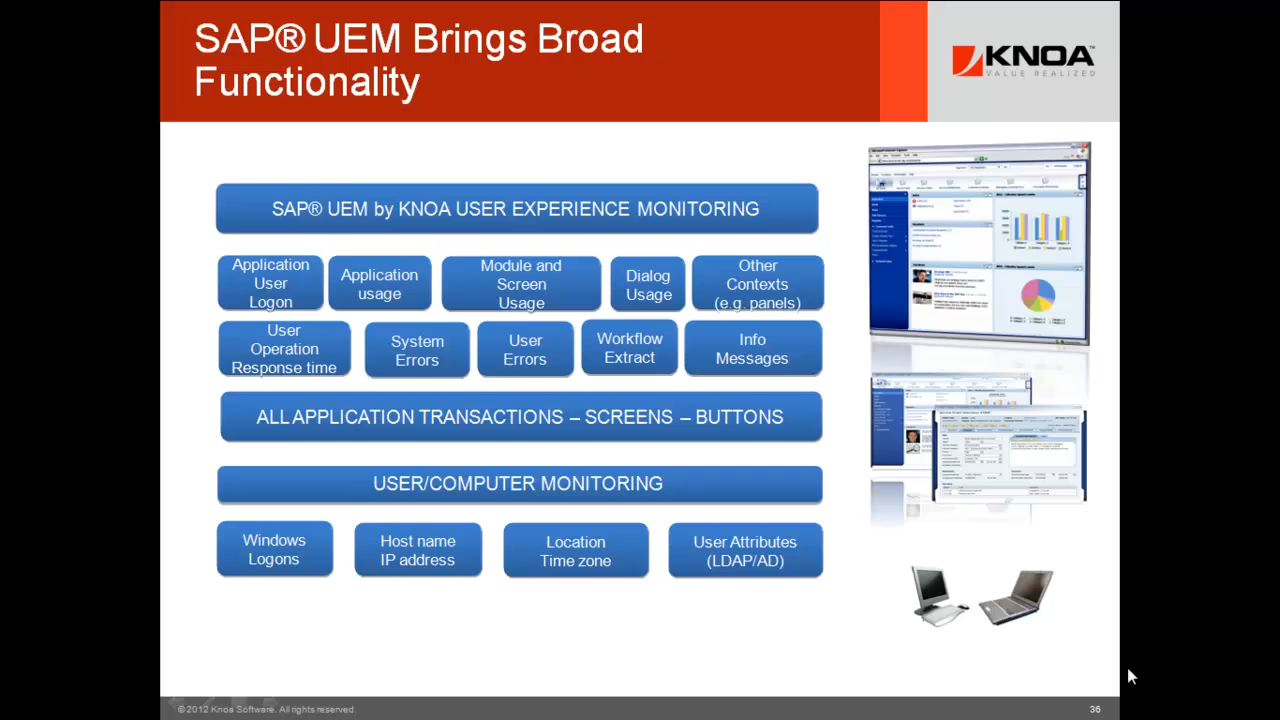 SAP® UEM Brings Broad
Functionality
KNOA™
VALUE REALIZED
SAP® UEM by KNOA USER EXPERIENCE MONITORING
Application
User
Logon
Application
usage
Module and
Screen
Usage
Dialog
Usage
Other
Contexts
(e.g. panels)
User
Operation
Response time
System
Errors
User
Errors
Workflow
Extract
Info
Messages
ALL APPLICATION TRANSACTIONS – SCREENS – BUTTONS
USER/COMPUTER MONITORING
Windows
Logons
Host name
IP address
Location
Time zone
User Attributes
(LDAP/AD)
© 2012 Knoa Software. All rights reserved.
36